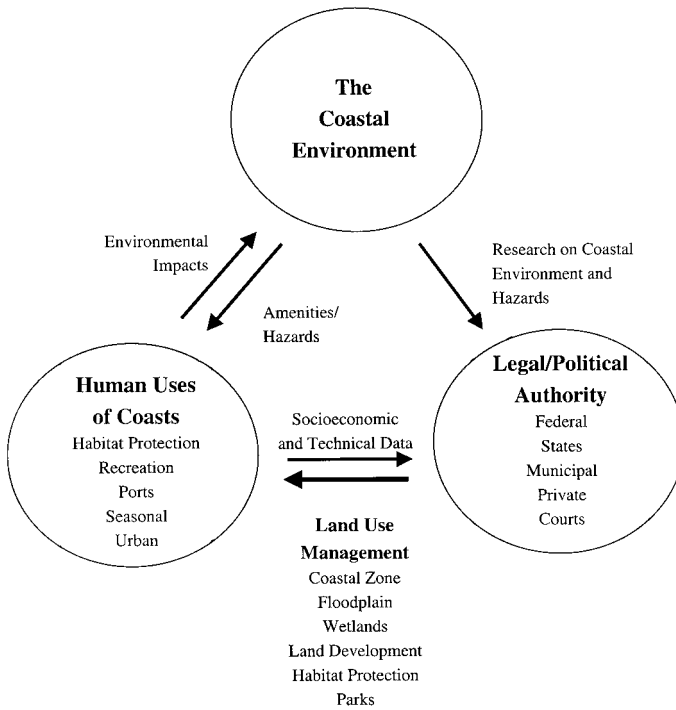 The
Coastal
Environment
Environmental
Impacts
Amenities/
Hazards
Research on Coastal
Environment and
Hazards
Human Uses
of Coasts
Habitat Protection
Recreation
Ports
Seasonal
Urban
Socioeconomic
and Technical Data
Legal/Political
Authority
Federal
States
Municipal
Private
Courts
Land Use
Management
Coastal Zone
Floodplain
Wetlands
Land Development
Habitat Protection
Parks